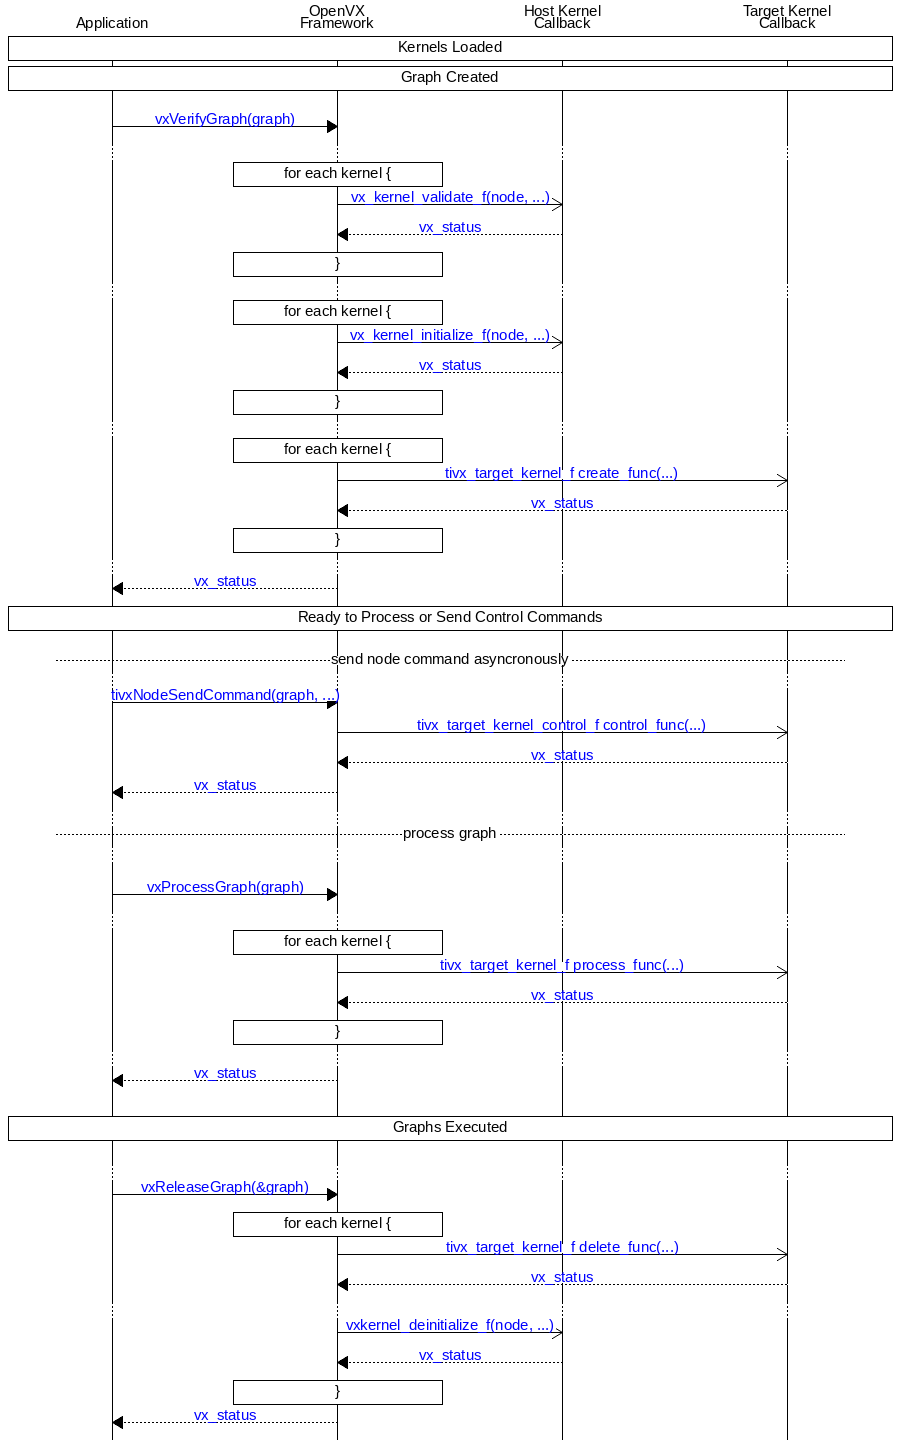 Application
OpenVX
Framework
Host Kernel
Callback
Target Kernel
Callback
Kernels Loaded
Graph Created
vxVerifyGraph(graph)
for each kernel {
vx_kernel_validate_f(node, ...)
vx_status
}
for each kernel {
vx_kernel_initialize_f(node, ...)
vx_status
}
for each kernel {
tivx_target_kernel_f create_func(...)
vx_status
}
vx_status
Ready to Process or Send Control Commands
send node command asyncronously
tivxNodeSendCommand(graph, ...)
tivx_target_kernel_control_f control_func(...)
vx_status
vx_status
process graph
vxProcessGraph(graph)
for each kernel {
tivx_target_kernel_f process_func(...)
vx_status
}
vx_status
Graphs Executed
vxReleaseGraph(&graph)
for each kernel {
tivx_target_kernel_f delete_func(...)
vx_status
vxkernel_deinitialize_f(node, ...)
vx_status
}
vx_status